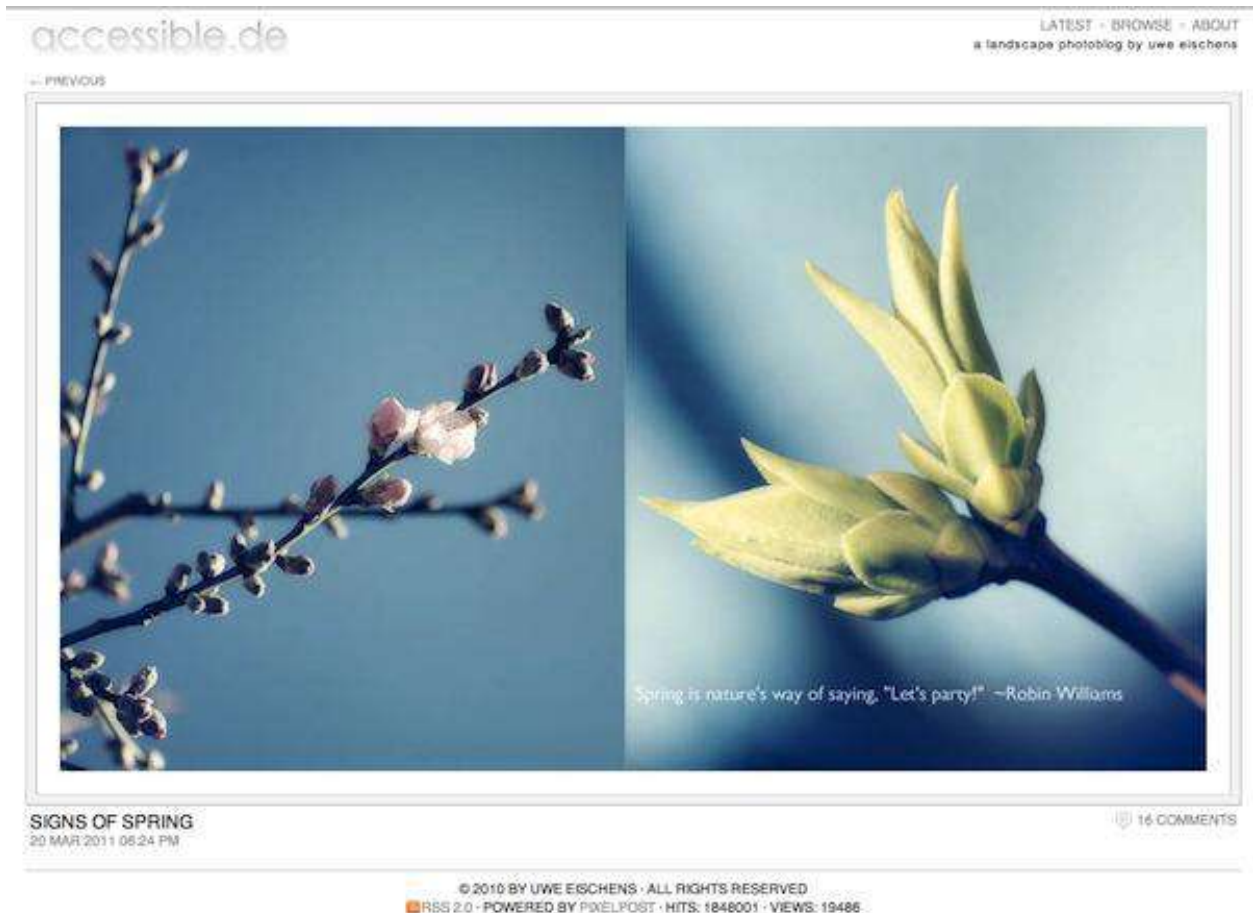 accessible.de
LATEST - BROWSE - ABOUT
a landscape photoblog by uwe eischens
← PREVIOUS
Spring is nature's way of saying, "Let's party!" ~Robin Williams
SIGNS OF SPRING
20 MAR 2011 06:24 PM
16 COMMENTS
© 2010 BY UWE EISCHENS · ALL RIGHTS RESERVED
RSS 2.0 · POWERED BY PIXELPOST · HITS: 1848001 · VIEWS: 19486